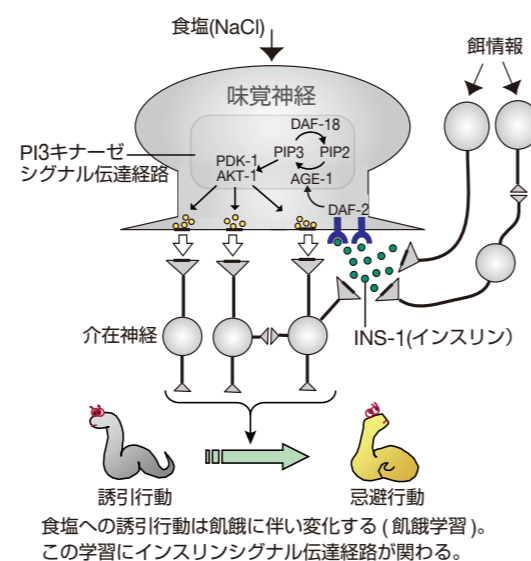 食塩(NaCl)
餌情報
味覚神経
DAF-18
PIP3
PIP2
PI3キナーゼ
シグナル伝達経路
PDK-1
AKT-1
AGE-1
DAF-2
介在神経
INS-1(インスリン）
誘引行動
忌避行動
食塩への誘引行動は飢餓に伴い変化する ( 飢餓学習 )。
この学習にインスリンシグナル伝達経路が関わる。